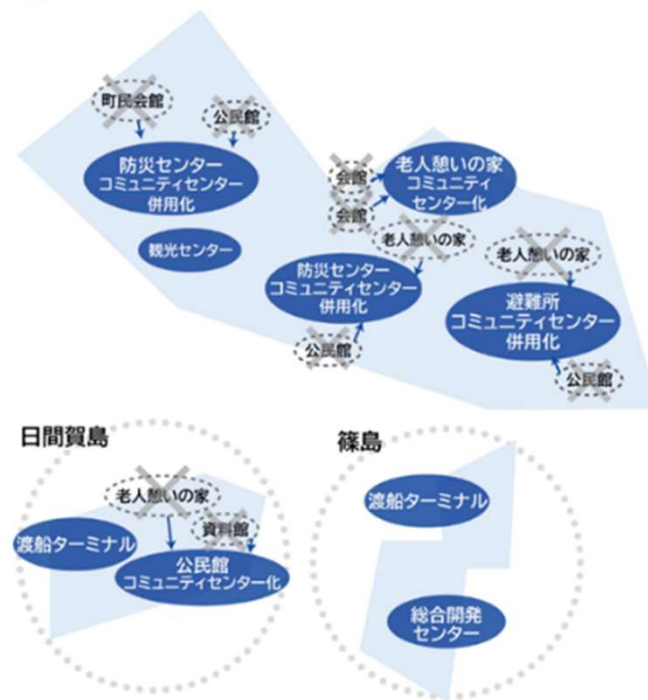 町民会館
公民館
防災センター
コミュニティセンター
併用化
観光センター
会館
会館
老人憩いの家
コミュニティ
センター化
老人憩いの家
防災センター
コミュニティセンター
併用化
公民館
老人憩いの家
避難所
コミュニティセンター
併用化
公民館
日間賀島
老人憩いの家
資料館
渡船ターミナル
公民館
コミュニティセンター化
篠島
渡船ターミナル
総合開発
センター